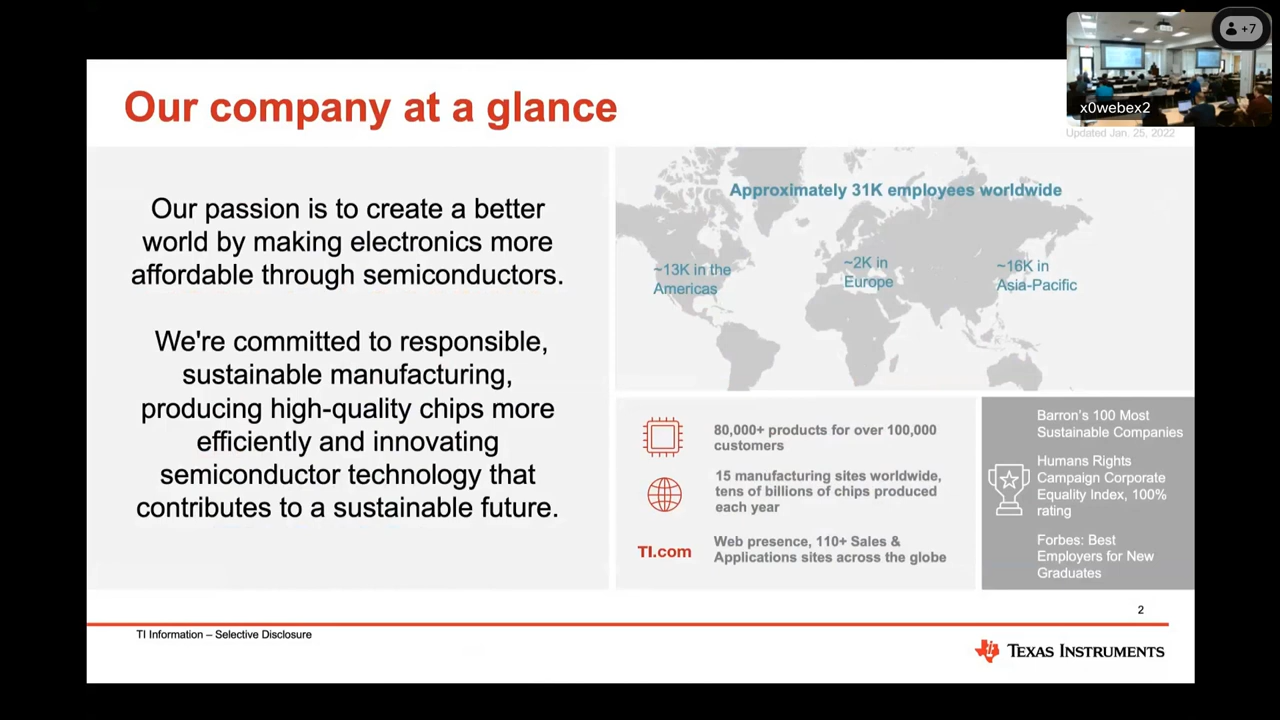 Our company at a glance
+7
x0webex2
Updated Jan. 25, 2022
Our passion is to create a better
world by making electronics more
affordable through semiconductors.
We're committed to responsible,
sustainable manufacturing,
producing high-quality chips more
efficiently and innovating
semiconductor technology that
contributes to a sustainable future.
Approximately 31K employees worldwide
~13K in the
Americas
~2K in
Europe
~16K in
Asia-Pacific
80,000+ products for over 100,000
customers
15 manufacturing sites worldwide,
tens of billions of chips produced
each year
TI.com
Web presence, 110+ Sales &
Applications sites across the globe
Barron's 100 Most
Sustainable Companies
Humans Rights
Campaign Corporate
Equality Index, 100%
rating
Forbes: Best
Employers for New
Graduates
2
TI Information – Selective Disclosure
TEXAS INSTRUMENTS